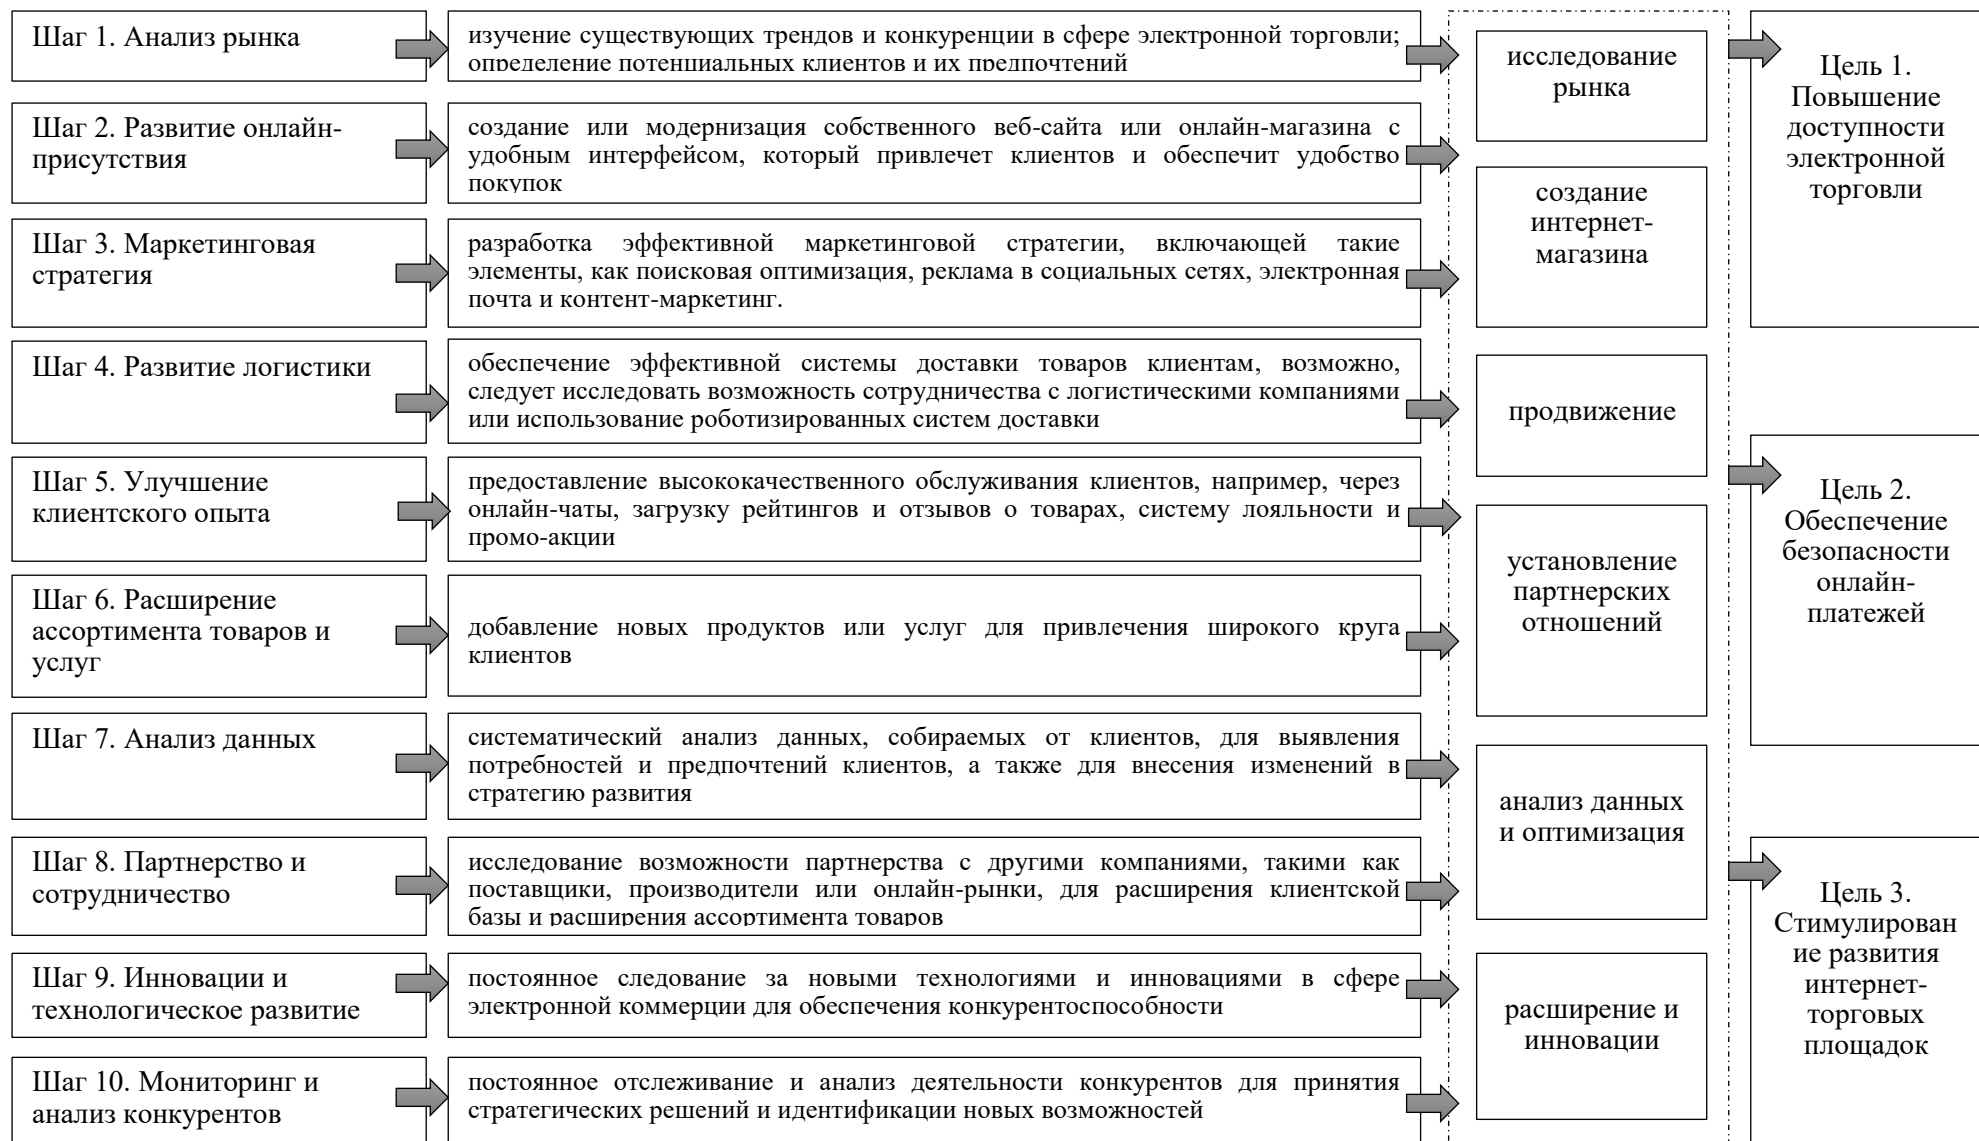 Шаг 1. Анализ рынка
изучение существующих трендов и конкуренции в сфере электронной торговли;
определение потенциальных клиентов и их предпочтений
Шаг 2. Развитие онлайн-
присутствия
создание или модернизация собственного веб-сайта или онлайн-магазина с
удобным интерфейсом, который привлечет клиентов и обеспечит удобство
покупок
Шаг 3. Маркетинговая
стратегия
разработка эффективной маркетинговой стратегии, включающей такие
элементы, как поисковая оптимизация, реклама в социальных сетях, электронная
почта и контент-маркетинг.
Шаг 4. Развитие логистики
обеспечение эффективной системы доставки товаров клиентам, возможно,
следует исследовать возможность сотрудничества с логистическими компаниями
или использование роботизированных систем доставки
Шаг 5. Улучшение
клиентского опыта
предоставление высококачественного обслуживания клиентов, например, через
онлайн-чаты, загрузку рейтингов и отзывов о товарах, систему лояльности и
промо-акции
Шаг 6. Расширение
ассортимента товаров и
услуг
добавление новых продуктов или услуг для привлечения широкого круга
клиентов
Шаг 7. Анализ данных
систематический анализ данных, собираемых от клиентов, для выявления
потребностей и предпочтений клиентов, а также для внесения изменений в
стратегию развития
Шаг 8. Партнерство и
сотрудничество
исследование возможности партнерства с другими компаниями, такими как
поставщики, производители или онлайн-рынки, для расширения клиентской
базы и расширения ассортимента товаров
Шаг 9. Инновации и
технологическое развитие
постоянное следование за новыми технологиями и инновациями в сфере
электронной коммерции для обеспечения конкурентоспособности
Шаг 10. Мониторинг и
анализ конкурентов
постоянное отслеживание и анализ деятельности конкурентов для принятия
стратегических решений и идентификации новых возможностей
исследование
рынка
создание
интернет-
магазина
продвижение
установление
партнерских
отношений
анализ данных
и оптимизация
расширение и
инновации
Цель 1.
Повышение
доступности
электронной
торговли
Цель 2.
Обеспечение
безопасности
онлайн-
платежей
Цель 3.
Стимулирован
ие развития
интернет-
торговых
площадок